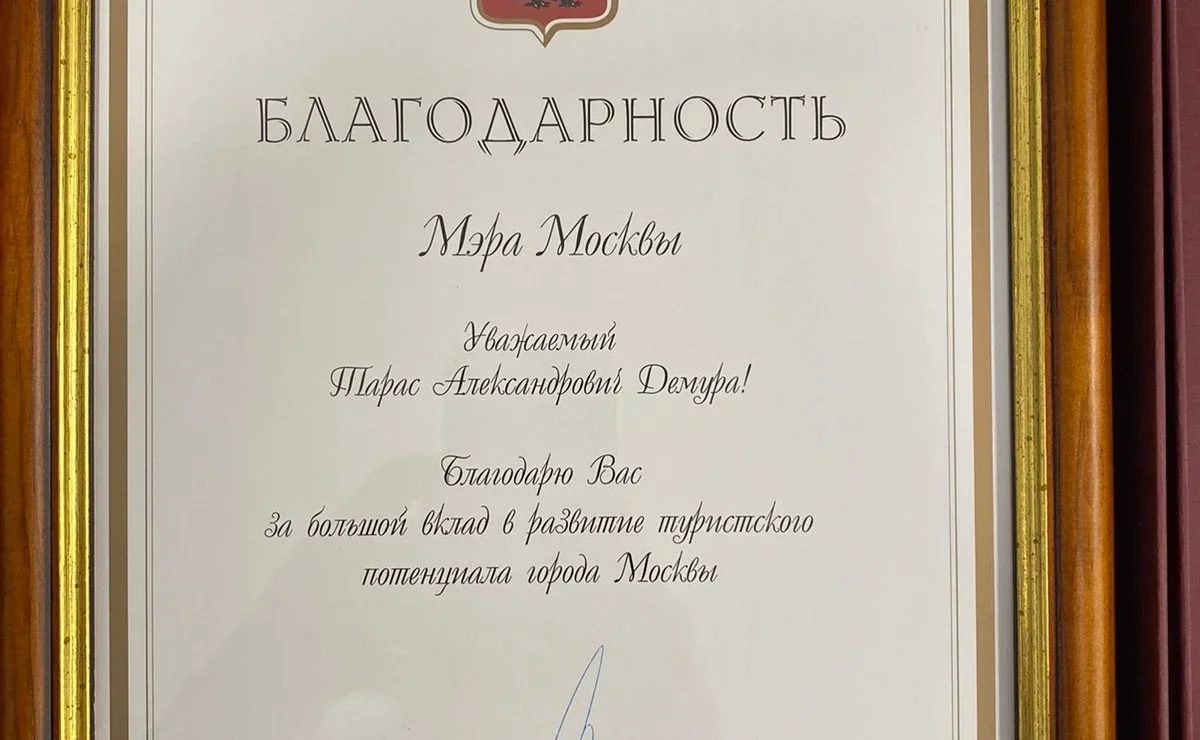 БЛАГОДАРНОСТЬ
Мэра Москвы
Уважаемый
Тарас Александрович Демура!
Благодарю Вас
за большой вклад в развитие туристского
потенциала города Москвы